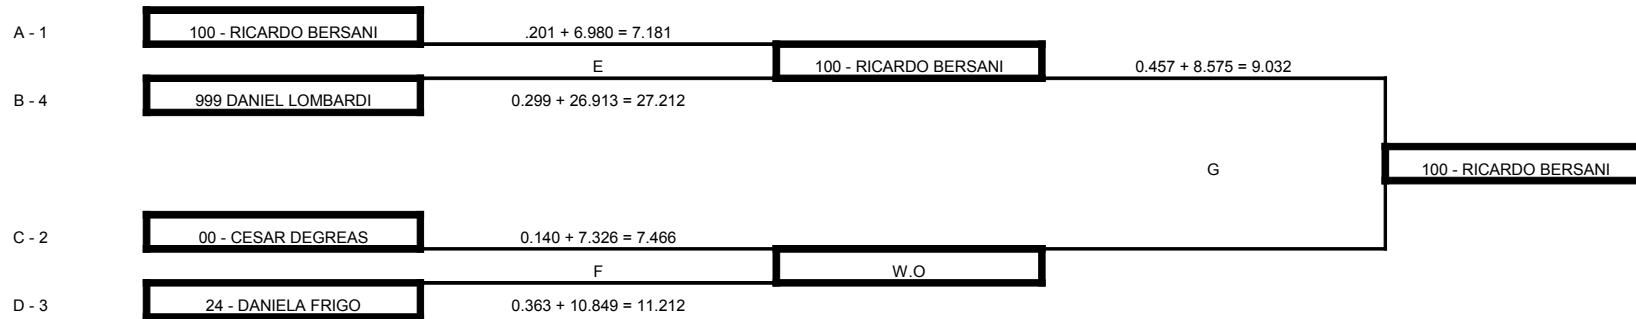 A - 1 100 - RICARDO BERSANI .201 + 6.980 = 7.181
E 100 - RICARDO BERSANI 0.457 + 8.575 = 9.032
B - 4 999 DANIEL LOMBARDI 0.299 + 26.913 = 27.212
G 100 - RICARDO BERSANI
C - 2 00 - CESAR DEGREAS 0.140 + 7.326 = 7.466
F W.O
D - 3 24 - DANIELA FRIGO 0.363 + 10.849 = 11.212